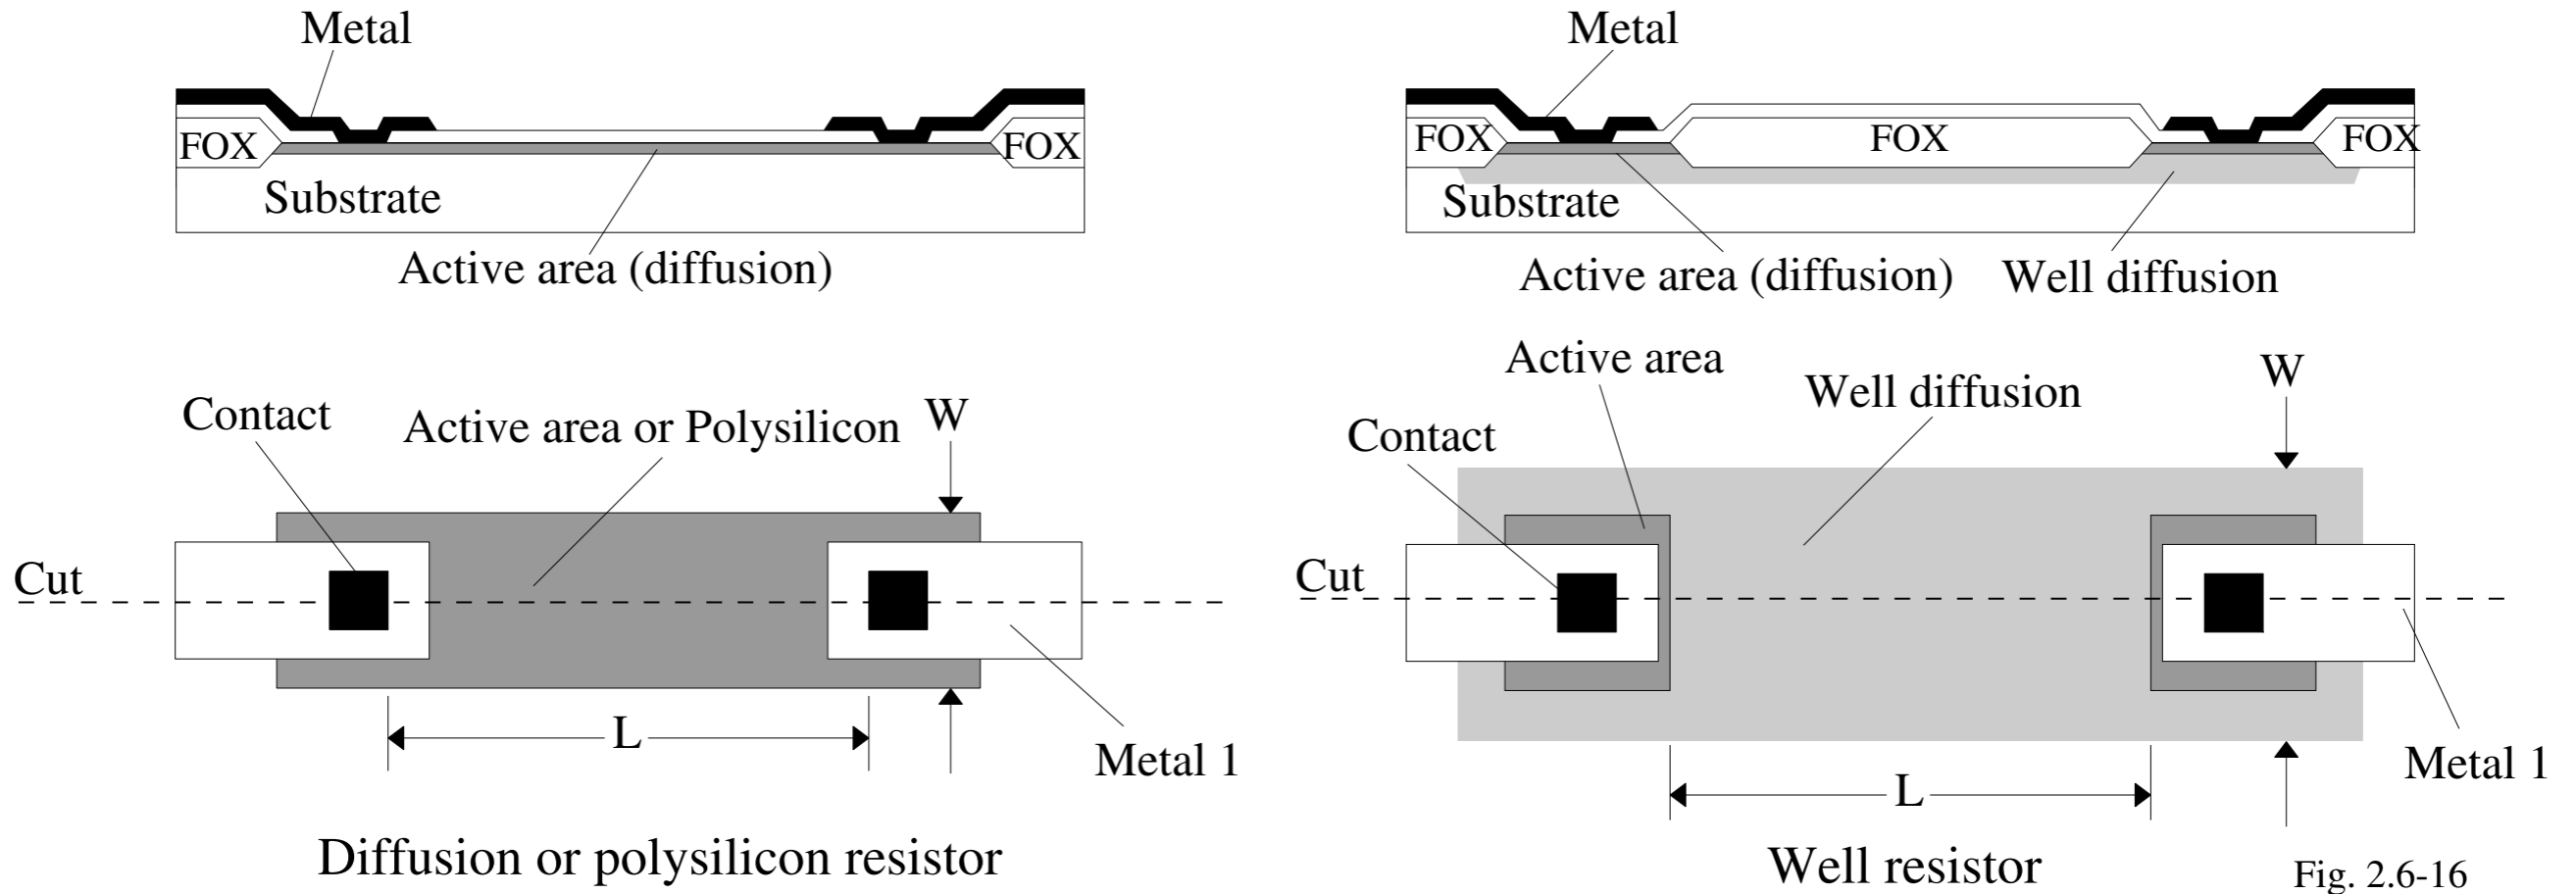 Metal
FOX
FOX
Substrate
Active area (diffusion)
Contact
Active area or Polysilicon
W
Cut
L
Metal 1
Diffusion or polysilicon resistor
Metal
FOX
FOX
FOX
Substrate
Active area (diffusion)
Well diffusion
Active area
Well diffusion
W
Contact
Cut
L
Metal 1
Well resistor
Fig. 2.6-16